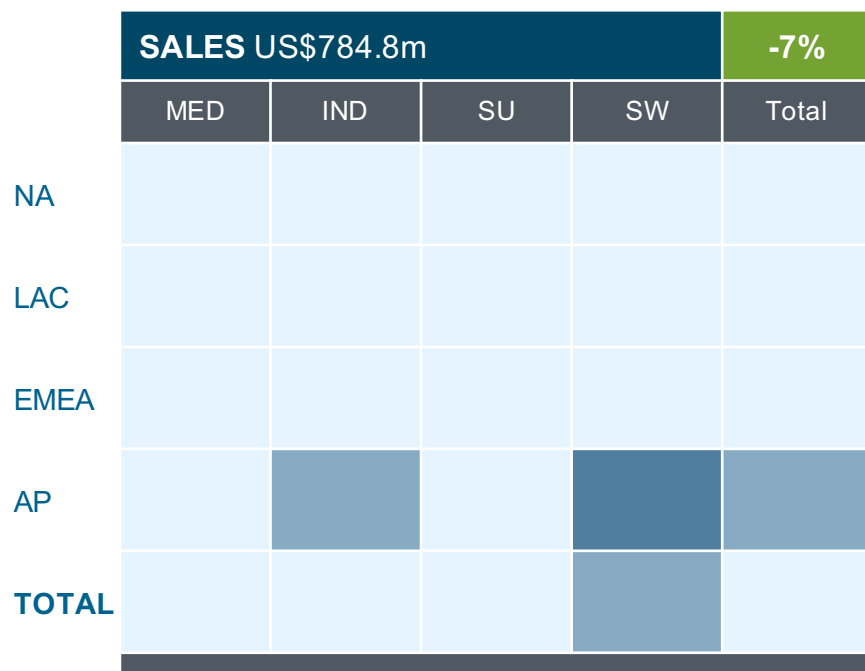 SALES US$784.8m -7%
MED IND SU SW Total
NA
LAC
EMEA
AP
TOTAL